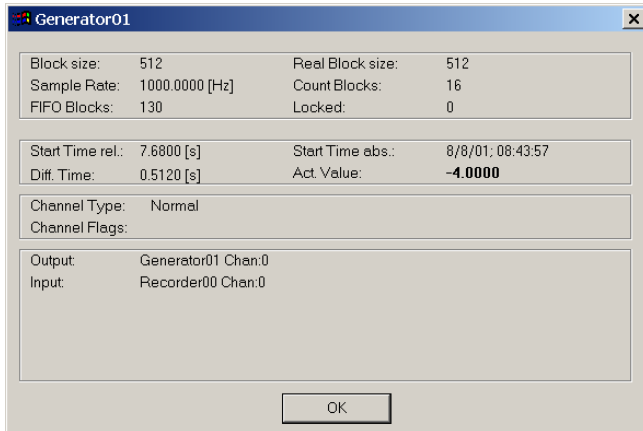 Generator01
Block size: 512 Real Block size: 512
Sample Rate: 1000.0000 [Hz] Count Blocks: 16
FIFO Blocks: 130 Locked: 0
Start Time rel.: 7.6800 [s] Start Time abs.: 8/8/01; 08:43:57
Diff. Time: 0.5120 [s] Act. Value: -4.0000
Channel Type: Normal
Channel Flags:
Output: Generator01 Chan:0
Input: Recorder00 Chan:0
OK